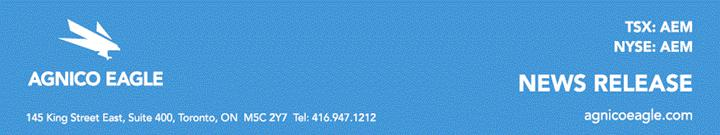 AGNICO EAGLE
145 King Street East, Suite 400, Toronto, ON M5C 2Y7 Tel: 416.947.1212
TSX: AEM
NYSE: AEM
NEWS RELEASE
agnicoeagle.com